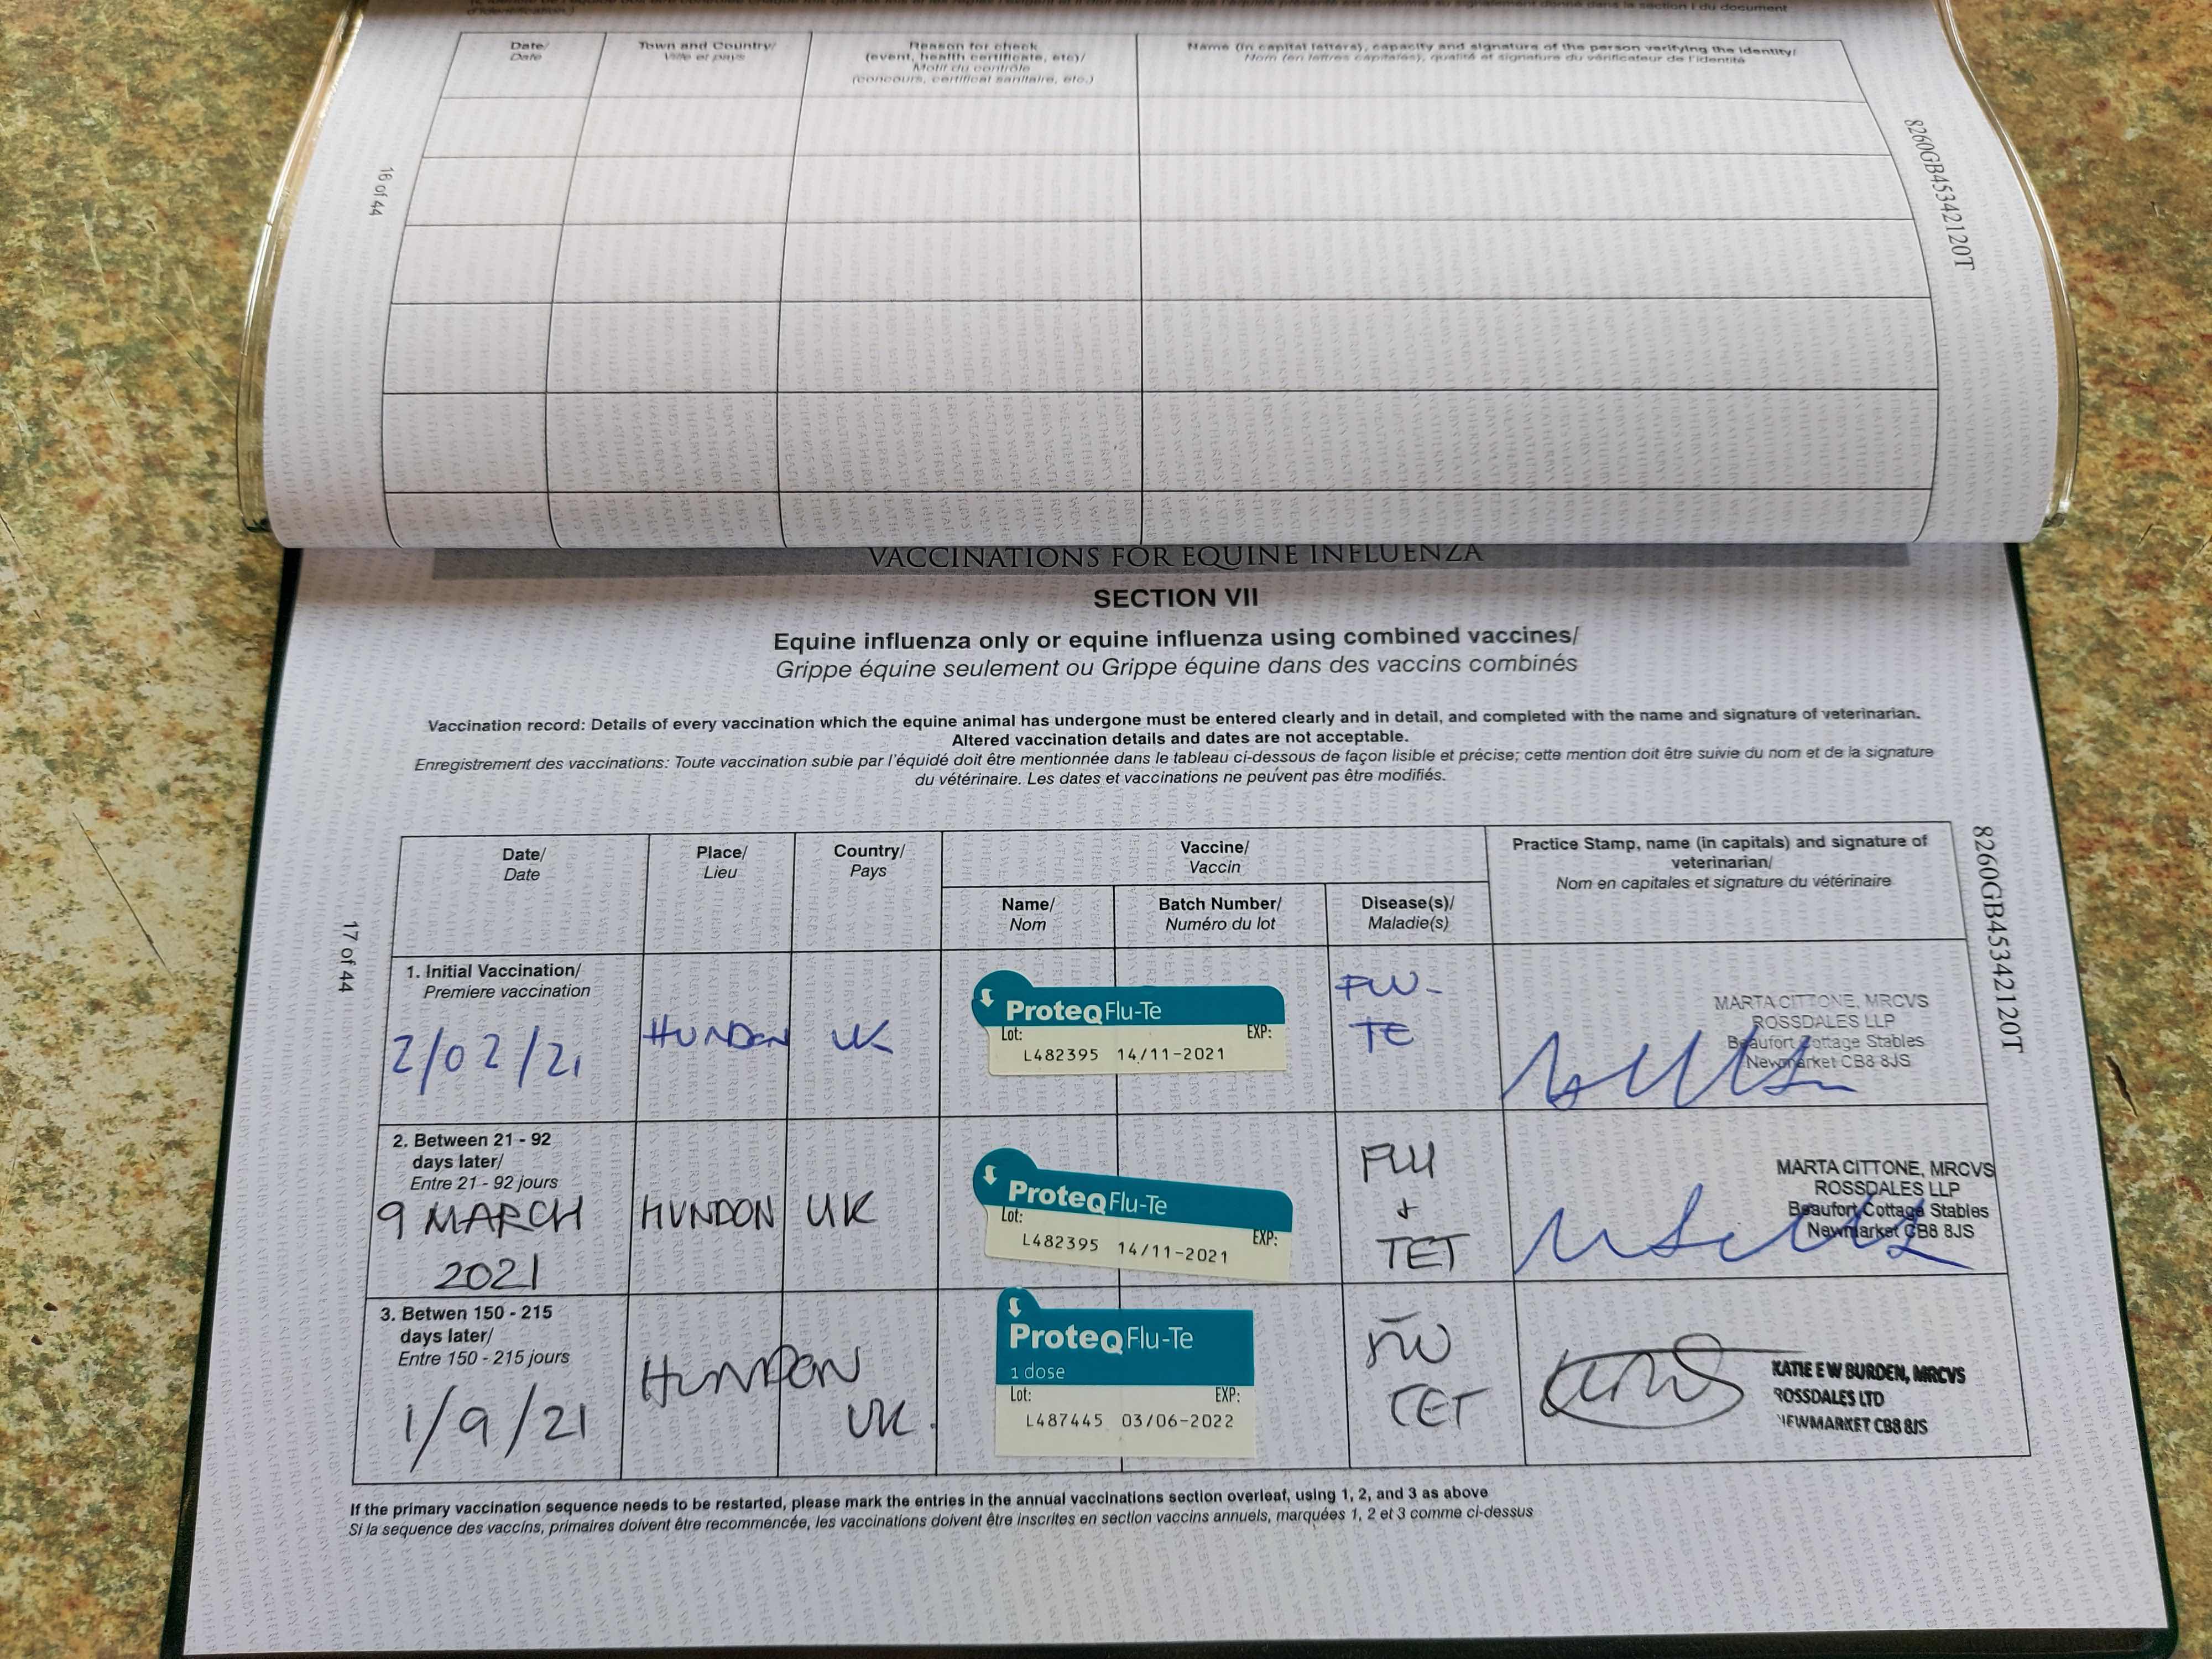 d'identification.)
Date/
Date
Town and Country/
Ville et pays
Reason for check
(event, health certificate, etc)/
Motif du contrôle
(concours, certificat sanitaire, etc.)
Name (in capital letters), capacity and signature of the person verifying the identity/
Nom (en lettres capitales), qualité et signature du vérificateur de l'identité
16 of 44
8260GB45342120T
VACCINATIONS FOR EQUINE INFLUENZA
SECTION VII
Equine influenza only or equine influenza using combined vaccines/
Grippe équine seulement ou Grippe équine dans des vaccins combinés
Vaccination record: Details of every vaccination which the equine animal has undergone must be entered clearly and in detail, and completed with the name and signature of veterinarian.
Altered vaccination details and dates are not acceptable.
Enregistrement des vaccinations: Toute vaccination subie par l'équidé doit être mentionnée dans le tableau ci-dessous de façon lisible et précise; cette mention doit être suivie du nom et de la signature
du vétérinaire. Les dates et vaccinations ne peuvent pas être modifiés.
17 of 44
8260GB45342120T
Date/
Date
Place/
Lieu
Country/
Pays
Vaccine/
Vaccin
Name/
Nom
Batch Number/
Numéro du lot
Disease(s)/
Maladie(s)
Practice Stamp, name (in capitals) and signature of
veterinarian/
Nom en capitales et signature du vétérinaire
1. Initial Vaccination/
Premiere vaccination
2/02/21
HUNDON
UK
ProteqFlu-Te
Lot: EXP:
L482395 14/11-2021
FLU-
TE
MARTA CITTONE, MRCVS
ROSSDALES LLP
Beaufort Cottage Stables
Newmarket CB8 8JS
2. Between 21 - 92
days later/
Entre 21 - 92 jours
9 MARCH
2021
HUNDON
UK
ProteqFlu-Te
Lot: EXP:
L482395 14/11-2021
FLU
+
TET
MARTA CITTONE, MRCVS
ROSSDALES LLP
Beaufort Cottage Stables
Newmarket CB8 8JS
3. Betwen 150 - 215
days later/
Entre 150 - 215 jours
1/9/21
HUNDON
UK.
ProteqFlu-Te
1 dose
Lot: EXP:
L487445 03/06-2022
FLU
TET
KATIE E W BURDEN, MRCVS
ROSSDALES LTD
NEWMARKET CB8 8JS
If the primary vaccination sequence needs to be restarted, please mark the entries in the annual vaccinations section overleaf, using 1, 2, and 3 as above
Si la sequence des vaccins, primaires doivent être recommencée, les vaccinations doivent être inscrites en section vaccins annuels, marquées 1, 2 et 3 comme ci-dessus